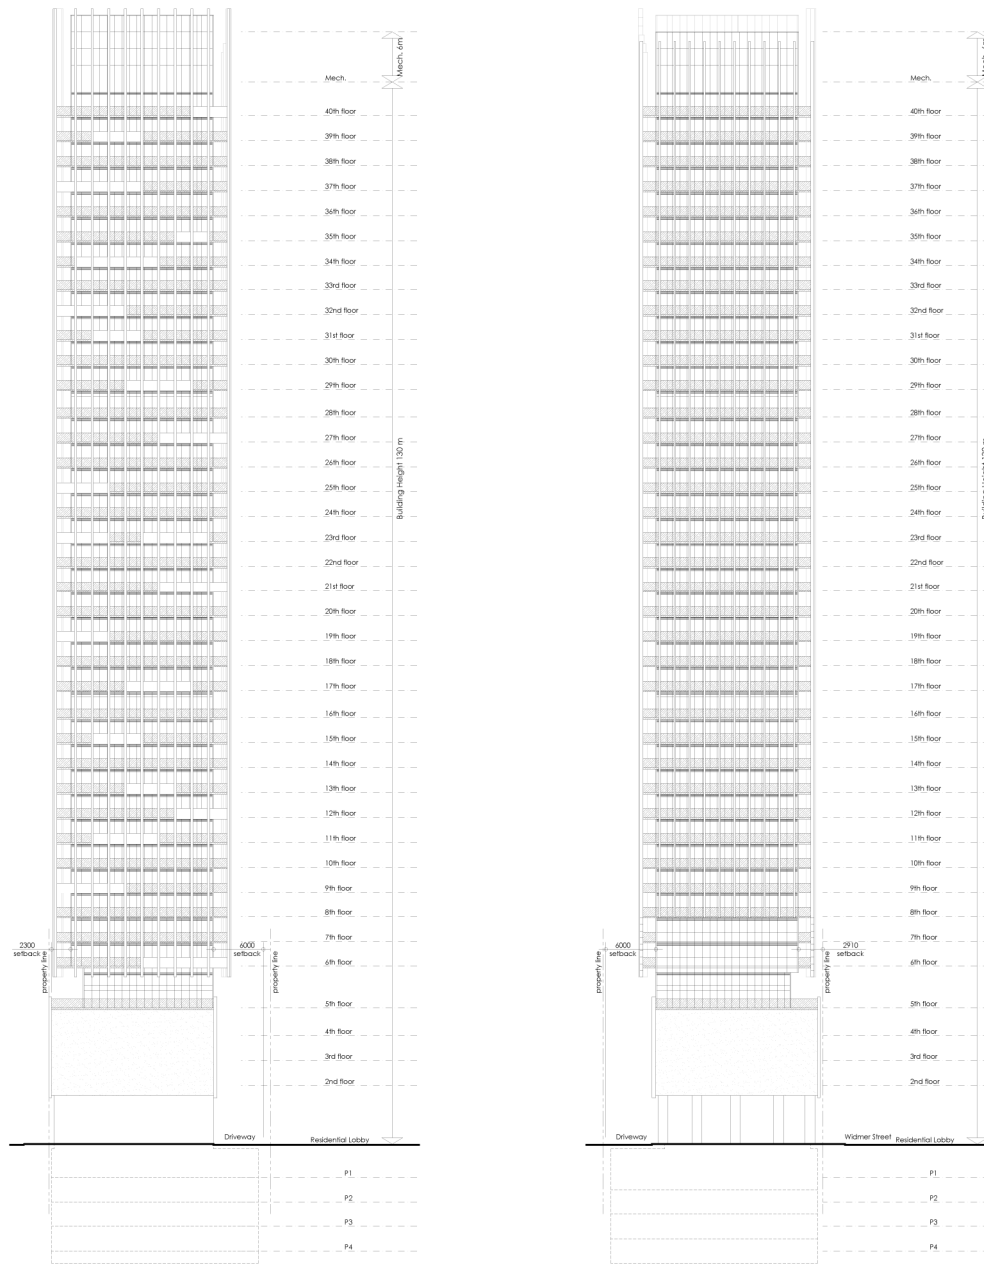 Mech, 6m
Mech.
40th floor
39th floor
38th floor
37th floor
36th floor
35th floor
34th floor
33rd floor
32nd floor
31st floor
30th floor
29th floor
28th floor
27th floor
26th floor
25th floor
24th floor
23rd floor
22nd floor
21st floor
20th floor
19th floor
18th floor
17th floor
16th floor
15th floor
14th floor
13th floor
12th floor
11th floor
10th floor
9th floor
8th floor
7th floor
6th floor
5th floor
4th floor
3rd floor
2nd floor
Building Height 130 m
2300
setback
property line
6000
setback
property line
Driveway
Residential Lobby
P1
P2
P3
P4
Mech.
40th floor
39th floor
38th floor
37th floor
36th floor
35th floor
34th floor
33rd floor
32nd floor
31st floor
30th floor
29th floor
28th floor
27th floor
26th floor
25th floor
24th floor
23rd floor
22nd floor
21st floor
20th floor
19th floor
18th floor
17th floor
16th floor
15th floor
14th floor
13th floor
12th floor
11th floor
10th floor
9th floor
8th floor
7th floor
6th floor
5th floor
4th floor
3rd floor
2nd floor
6000
setback
property line
2910
setback
property line
Driveway
Widmer Street
Residential Lobby
P1
P2
P3
P4